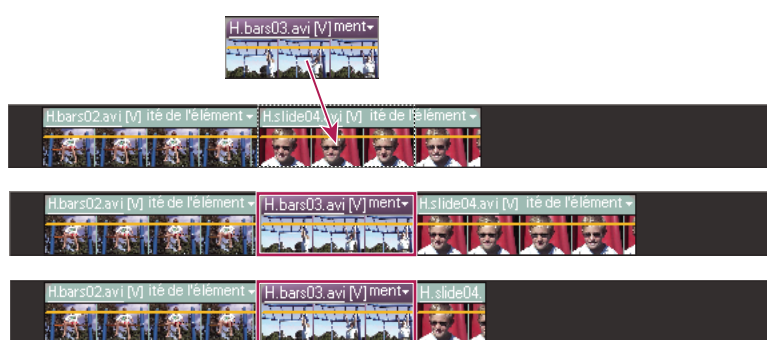 H.bars03.avi [V] ment
H.bars02.avi [V] ité de l'élément
H.slide04.avi [V] ité de l'élément
H.bars02.avi [V] ité de l'élément
H.bars03.avi [V] ment
H.slide04.avi [V] ité de l'élément
H.bars02.avi [V] ité de l'élément
H.bars03.avi [V] ment
H.slide04.